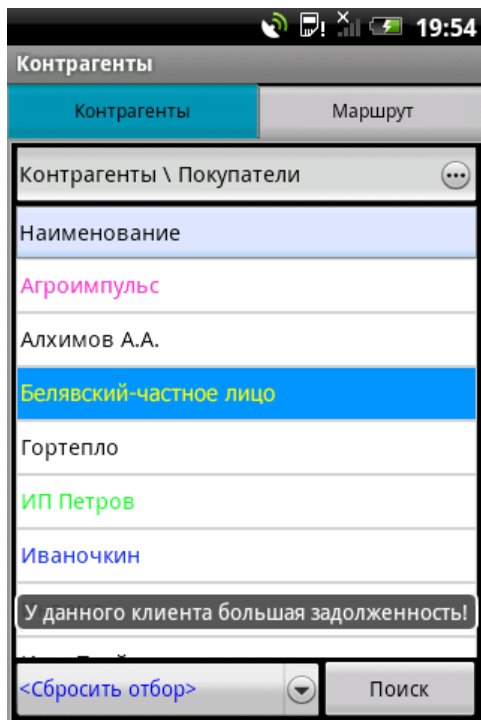 19:54
Контрагенты
Контрагенты Маршрут
Контрагенты \ Покупатели
Наименование
Агроимпульс
Алхимов А.А.
Белявский-частное лицо
Гортепло
ИП Петров
Иваночкин
У данного клиента большая задолженность!
<Сбросить отбор> Поиск